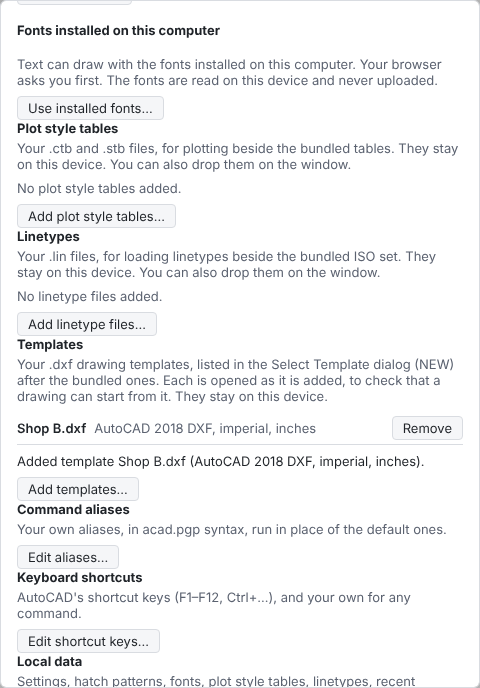 Fonts installed on this computer
Text can draw with the fonts installed on this computer. Your browser
asks you first. The fonts are read on this device and never uploaded.
Use installed fonts...
Plot style tables
Your .ctb and .stb files, for plotting beside the bundled tables. They stay
on this device. You can also drop them on the window.
No plot style tables added.
Add plot style tables...
Linetypes
Your .lin files, for loading linetypes beside the bundled ISO set. They
stay on this device. You can also drop them on the window.
No linetype files added.
Add linetype files...
Templates
Your .dxf drawing templates, listed in the Select Template dialog (NEW)
after the bundled ones. Each is opened as it is added, to check that a
drawing can start from it. They stay on this device.
Shop B.dxf AutoCAD 2018 DXF, imperial, inches Remove
Added template Shop B.dxf (AutoCAD 2018 DXF, imperial, inches).
Add templates...
Command aliases
Your own aliases, in acad.pgp syntax, run in place of the default ones.
Edit aliases...
Keyboard shortcuts
AutoCAD's shortcut keys (F1–F12, Ctrl+...), and your own for any
command.
Edit shortcut keys...
Local data
Settings, hatch patterns, fonts, plot style tables, linetypes, recent